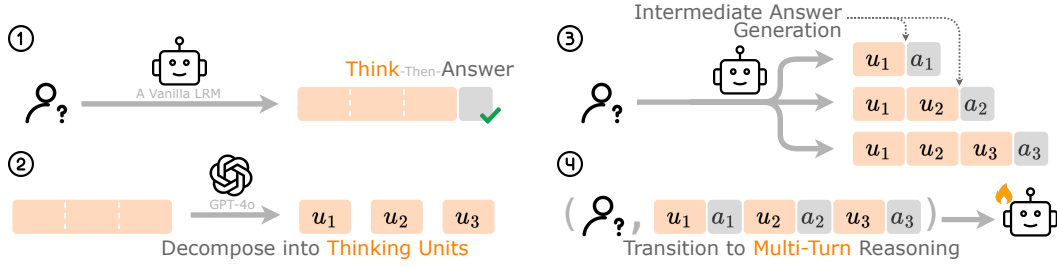 1
A Vanilla LRM
?
Think-Then-Answer
2
GPT-4o
u1 u2 u3
Decompose into Thinking Units
3
Intermediate Answer
Generation
?
u1 a1
u1 u2 a2
u1 u2 u3 a3
4
( ? , u1 a1 u2 a2 u3 a3 )
Transition to Multi-Turn Reasoning